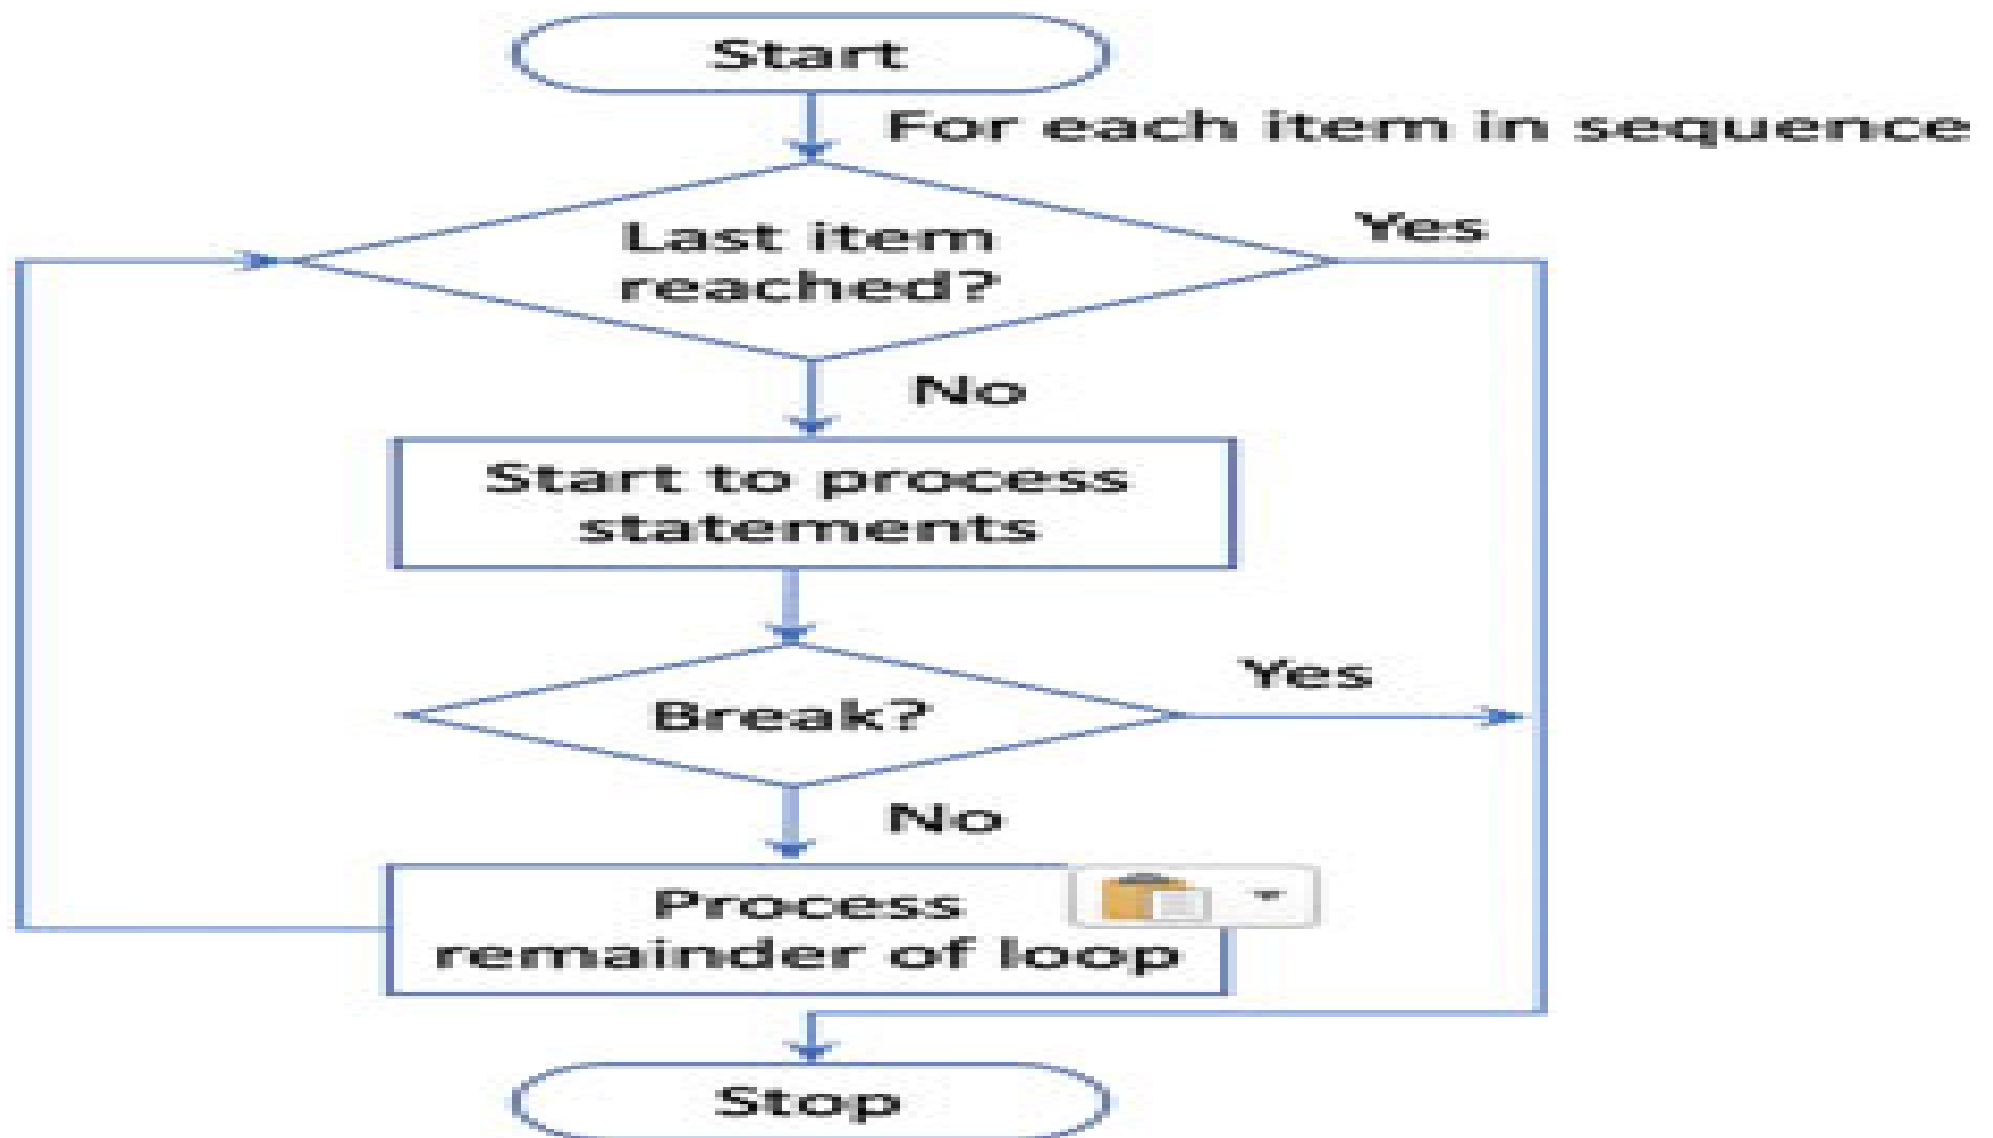 Start
For each item in sequence
Last item
reached?
Yes
No
Start to process
statements
Break?
Yes
No
Process
remainder of loop
Stop